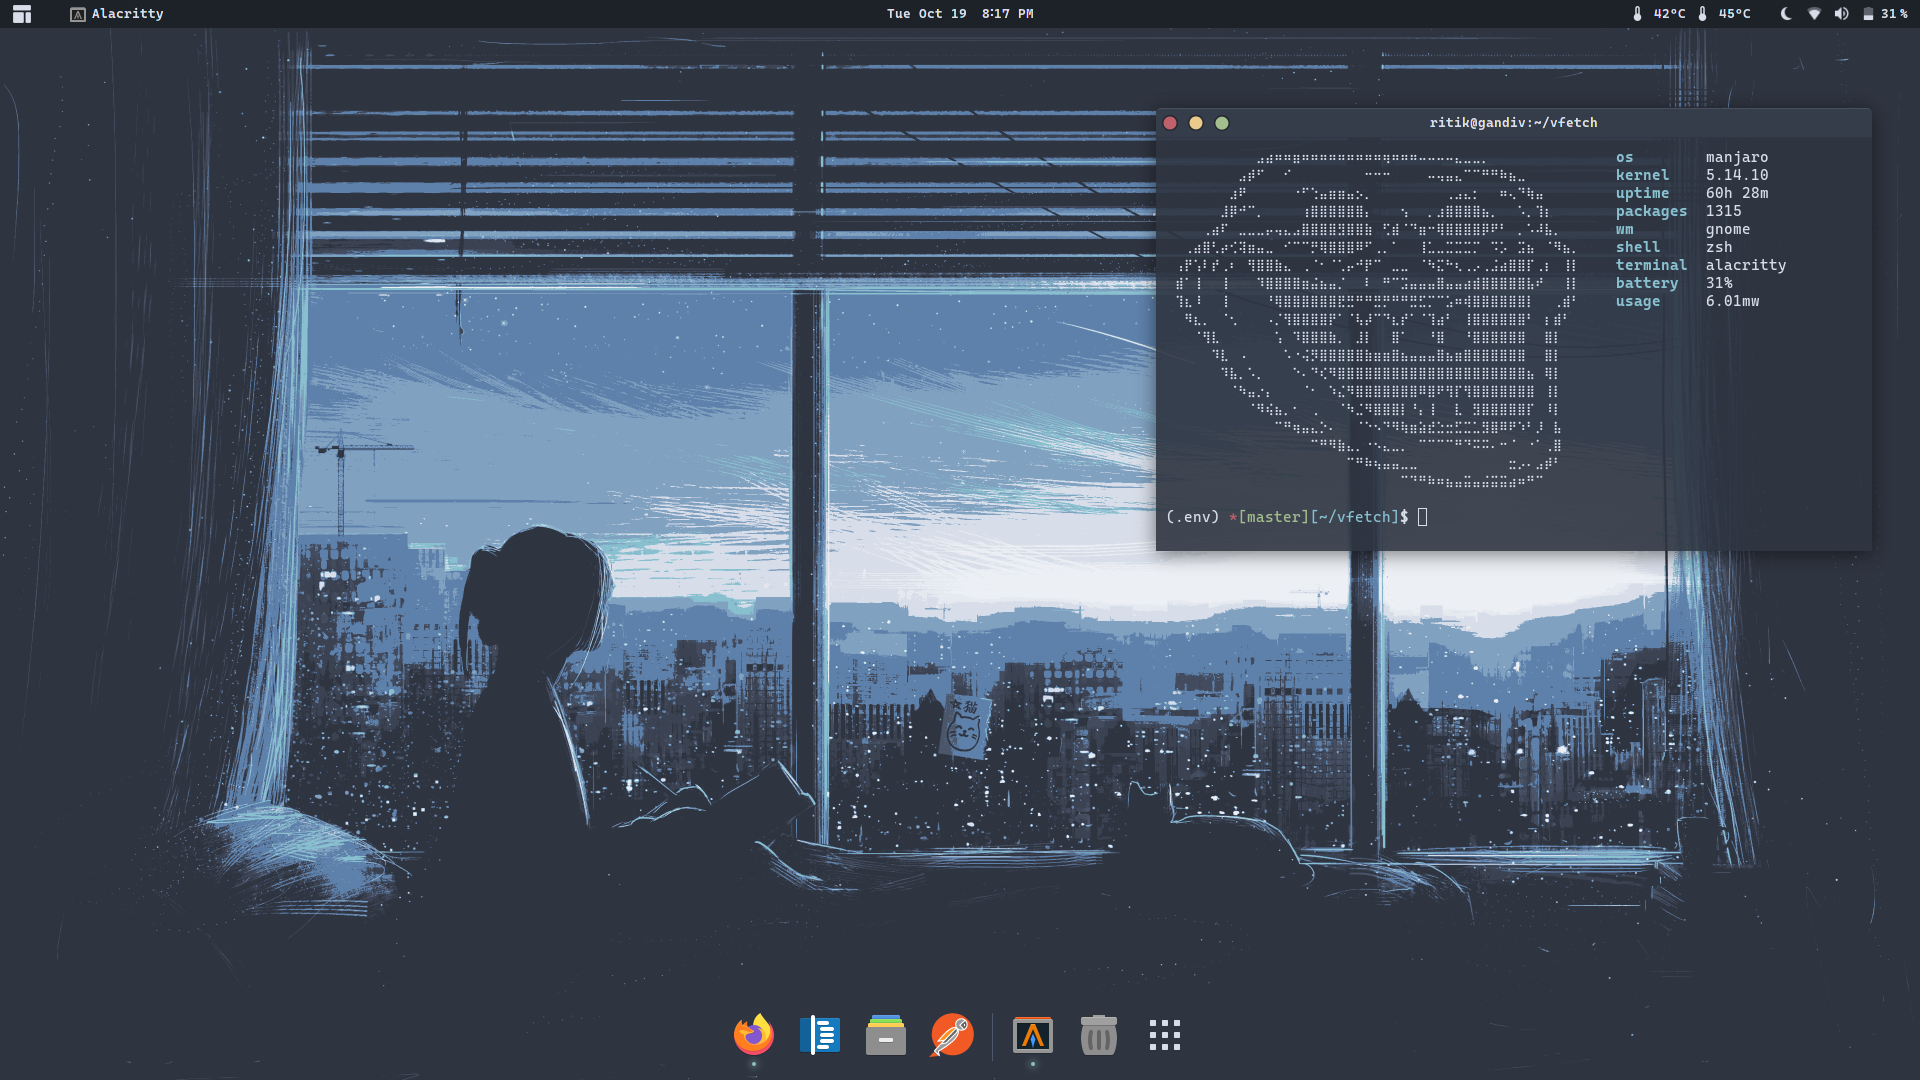 Alacritty
Tue Oct 19 8:17 PM
42°C 45°C 31%
ritik@gandiv:~/vfetch
os manjaro
kernel 5.14.10
uptime 60h 28m
packages 1315
wm gnome
shell zsh
terminal alacritty
battery 31%
usage 6.01mw
(.env) *[master][~/vfetch]$
猫